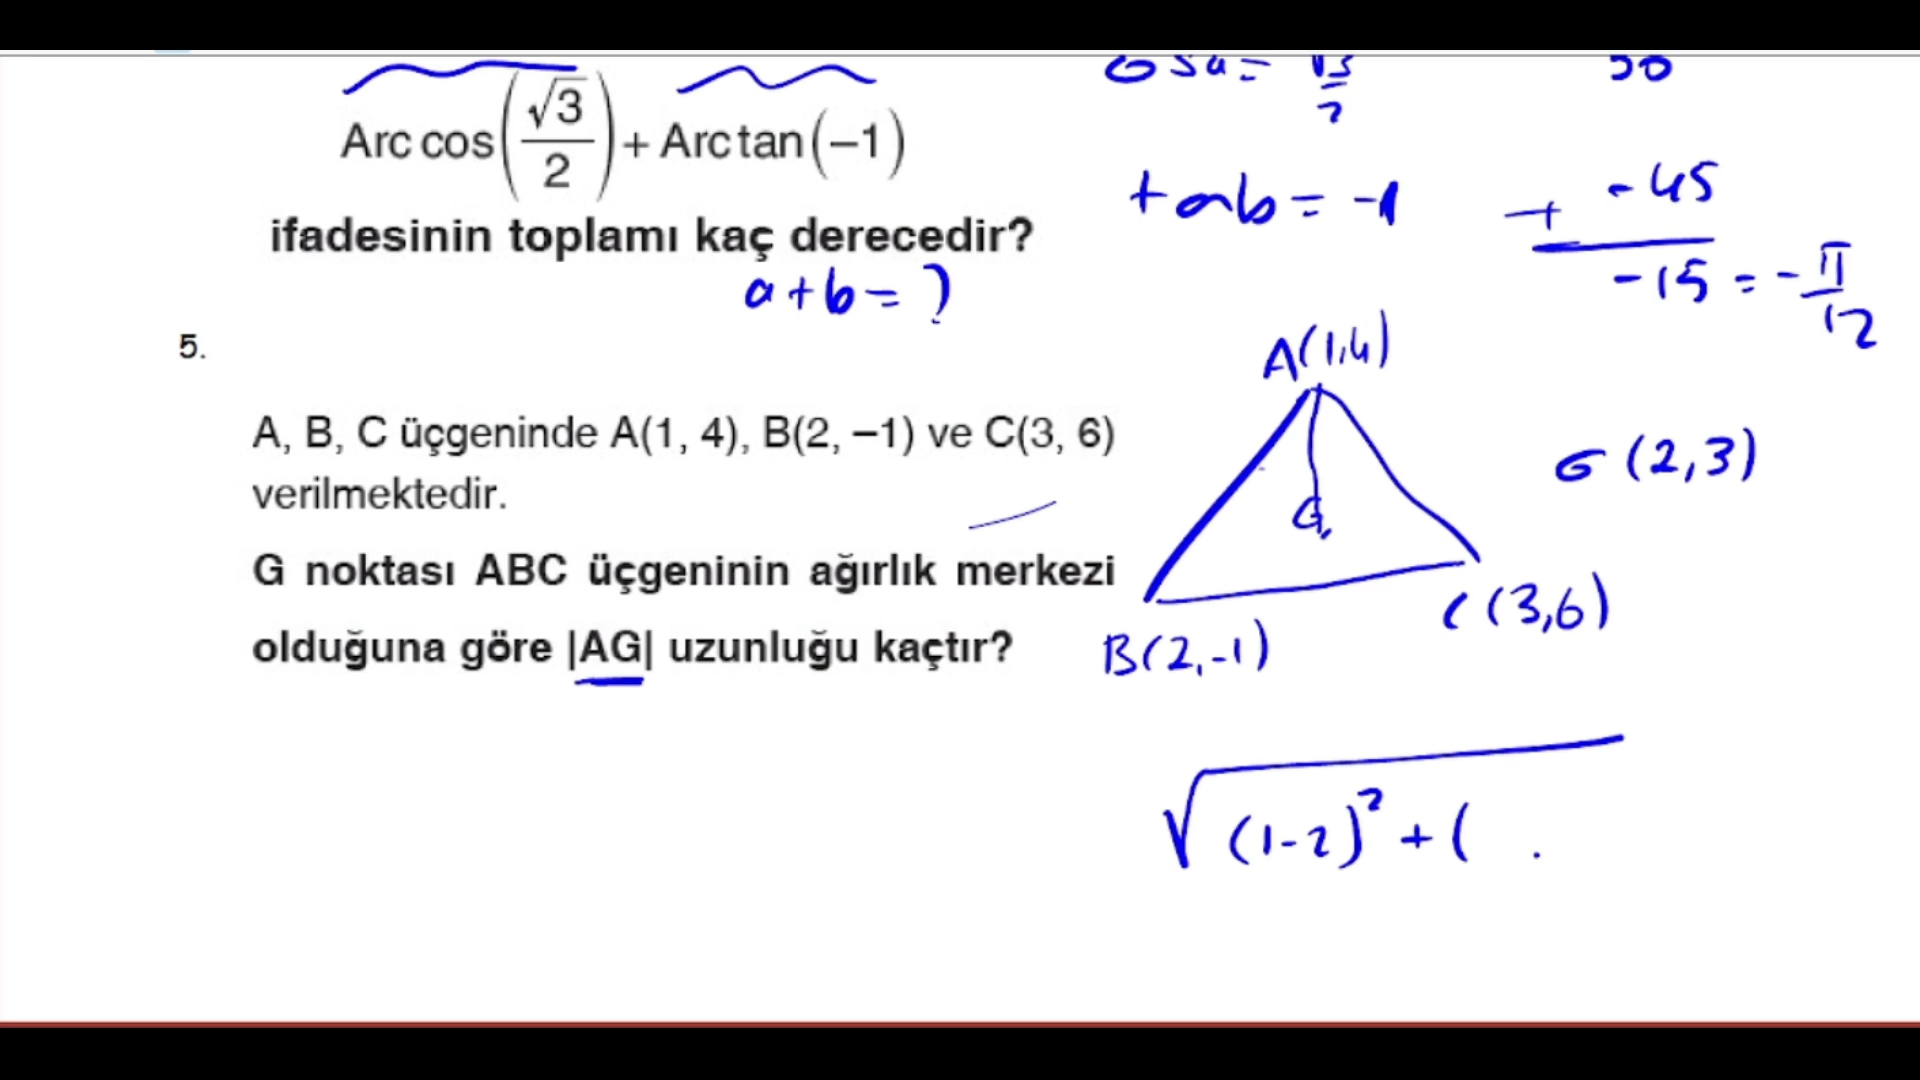 Arc cos(√3/2) + Arc tan(−1)
ifadesinin toplamı kaç derecedir?
a+b=?
tan b = -1
-45
+
-15 = -π/12
5.
A, B, C üçgeninde A(1, 4), B(2, −1) ve C(3, 6)
verilmektedir.
G noktası ABC üçgeninin ağırlık merkezi
olduğuna göre |AG| uzunluğu kaçtır?
A(1,4)
G
G(2,3)
B(2,-1)
C(3,6)
√(1-2)² + (